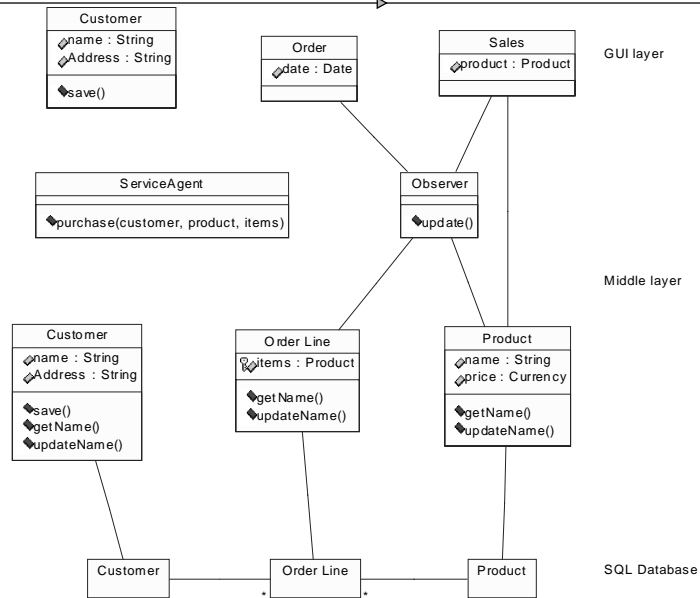 Customer
name : String
Address : String
save()
Order
date : Date
Sales
product : Product
GUI layer
ServiceAgent
purchase(customer, product, items)
Observer
update()
Middle layer
Customer
name : String
Address : String
save()
getName()
updateName()
Order Line
items : Product
getName()
updateName()
Product
name : String
price : Currency
getName()
updateName()
Customer
Order Line
Product
SQL Database
*
*